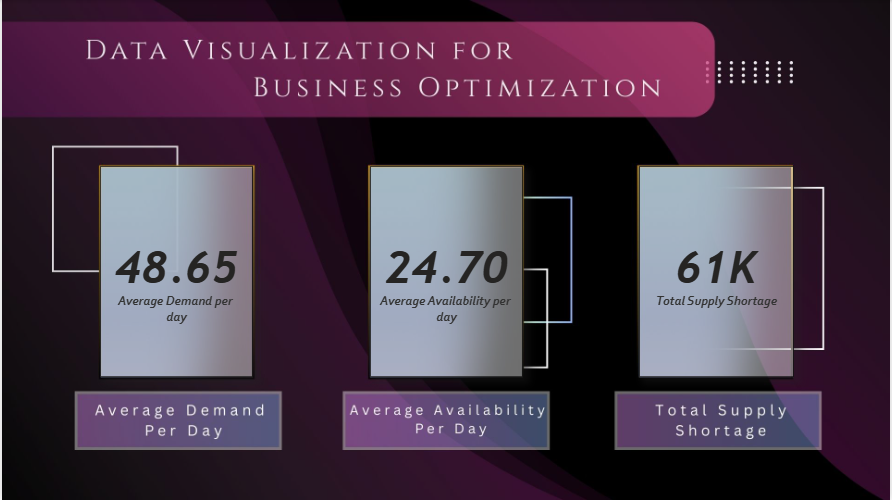 Data Visualization for
Business Optimization
48.65
Average Demand per
day
24.70
Average Availability per
day
61K
Total Supply Shortage
Average Demand
Per Day
Average Availability
Per Day
Total Supply
Shortage